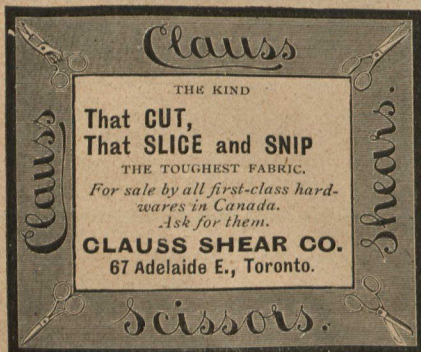 Clauss
Clauss
Shears.
THE KIND
That CUT,
That SLICE and SNIP
THE TOUGHEST FABRIC.
For sale by all first-class hard-
wares in Canada.
Ask for them.
CLAUSS SHEAR CO.
67 Adelaide E., Toronto.
Scissors.